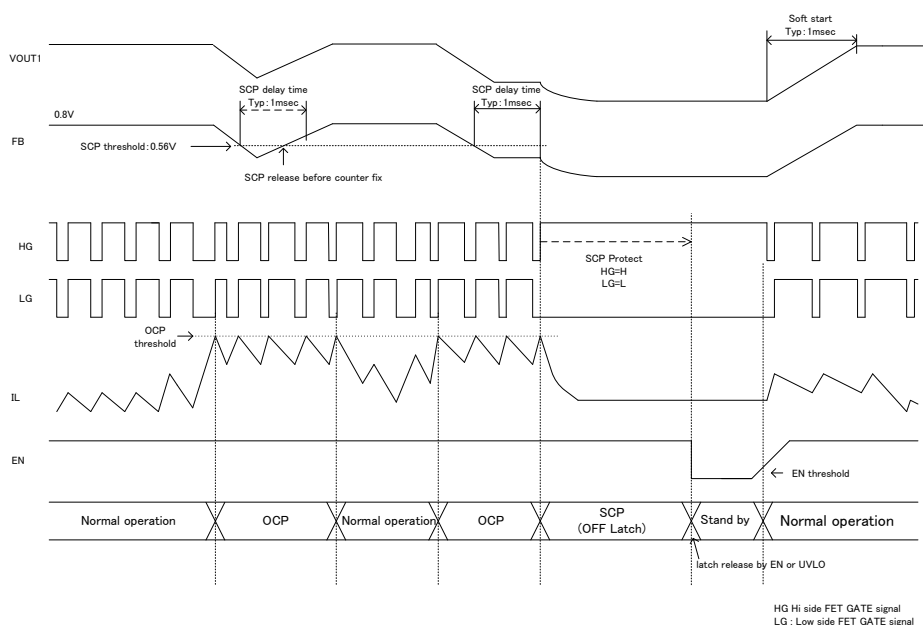 Soft start
Typ:1msec
VOUT1
SCP delay time
Typ:1msec
SCP delay time
Typ:1msec
0.8V
FB
SCP threshold:0.56V
SCP release before counter fix
HG
SCP Protect
HG=H
LG=L
LG
OCP
threshold
IL
EN
EN threshold
Normal operation
OCP
Normal operation
OCP
SCP
(OFF Latch)
Stand by
Normal operation
latch release by EN or UVLO
HG Hi side FET GATE signal
LG : Low side FET GATE signal